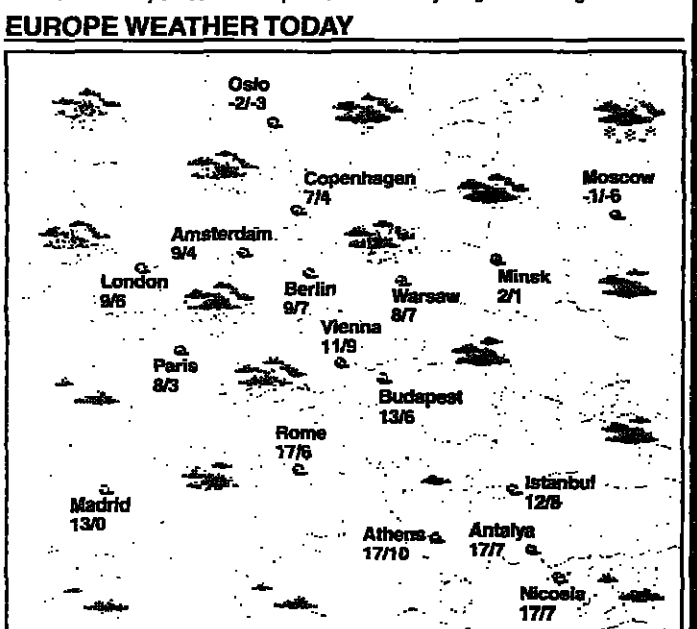 EUROPE WEATHER TODAY
Oslo
-2/-3
Copenhagen
7/4
Moscow
-1/-6
Amsterdam
9/4
London
9/6
Berlin
9/7
Warsaw
8/7
Minsk
2/1
Vienna
11/9
Paris
8/3
Budapest
13/6
Rome
17/6
Madrid
13/0
Istanbul
12/8
Athens
17/10
Antalya
17/7
Nicosia
17/7